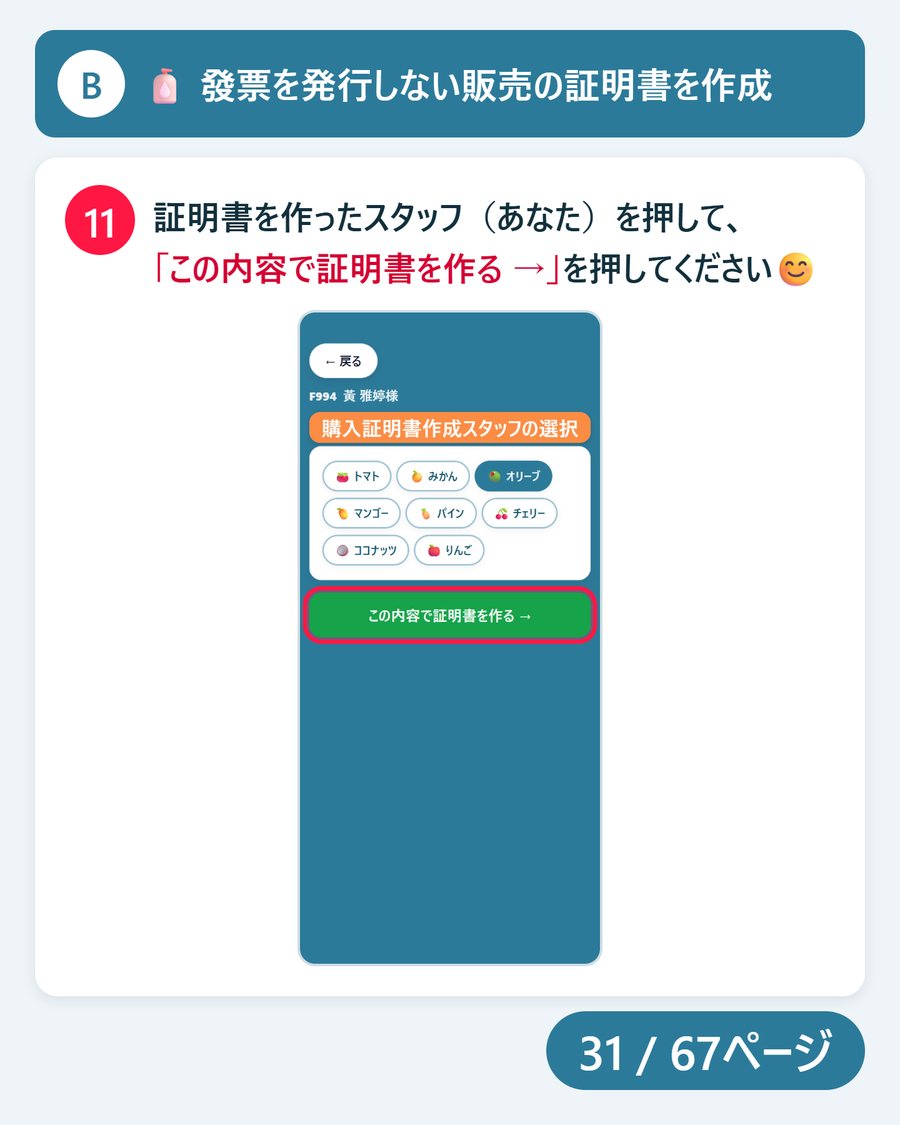 B 發票を発行しない販売の証明書を作成
11 証明書を作ったスタッフ（あなた）を押して、
「この内容で証明書を作る →」を押してください😊
← 戻る
F994 黃 雅婷様
購入証明書作成スタッフの選択
トマト みかん オリーブ
マンゴー パイン チェリー
ココナッツ りんご
この内容で証明書を作る →
31 / 67ページ